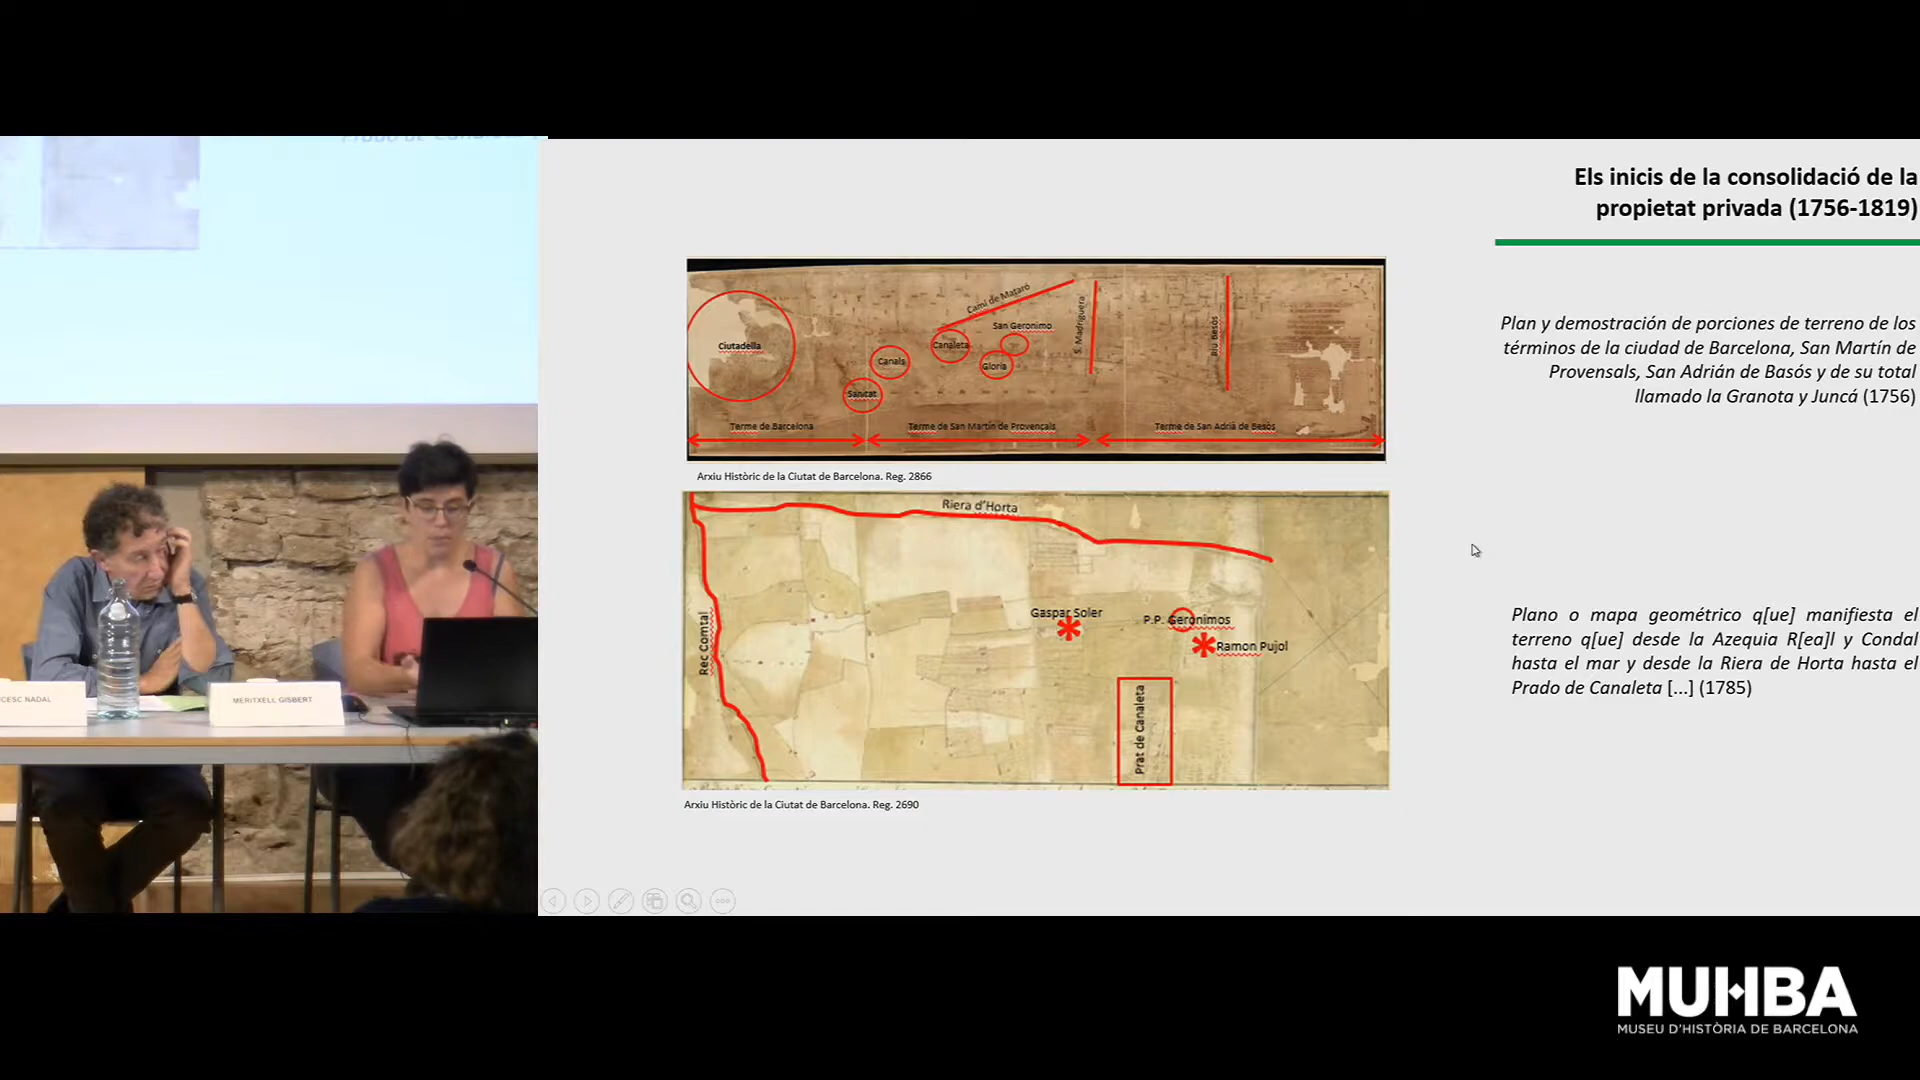 Els inicis de la consolidació de la
propietat privada (1756-1819)
Camí de Mataró
San Geronimo
S. Madriguera
Riu Besòs
Ciutadella
Canaleta
Canals
Gloria
Sanitat
Terme de Barcelona
Terme de San Martín de Provençals
Terme de San Adrià de Besòs
Arxiu Històric de la Ciutat de Barcelona. Reg. 2866
Plan y demostración de porciones de terreno de los
términos de la ciudad de Barcelona, San Martín de
Provensals, San Adrián de Basós y de su total
llamado la Granota y Juncá (1756)
Riera d'Horta
Rec Comtal
Gaspar Soler
P.P. Geronimos
Ramon Pujol
Prat de Canaleta
Arxiu Històric de la Ciutat de Barcelona. Reg. 2690
Plano o mapa geométrico q[ue] manifiesta el
terreno q[ue] desde la Azequia R[ea]l y Condal
hasta el mar y desde la Riera de Horta hasta el
Prado de Canaleta [...] (1785)
CESC NADAL
MERITXELL GISBERT
MUHBA
MUSEU D'HISTÒRIA DE BARCELONA